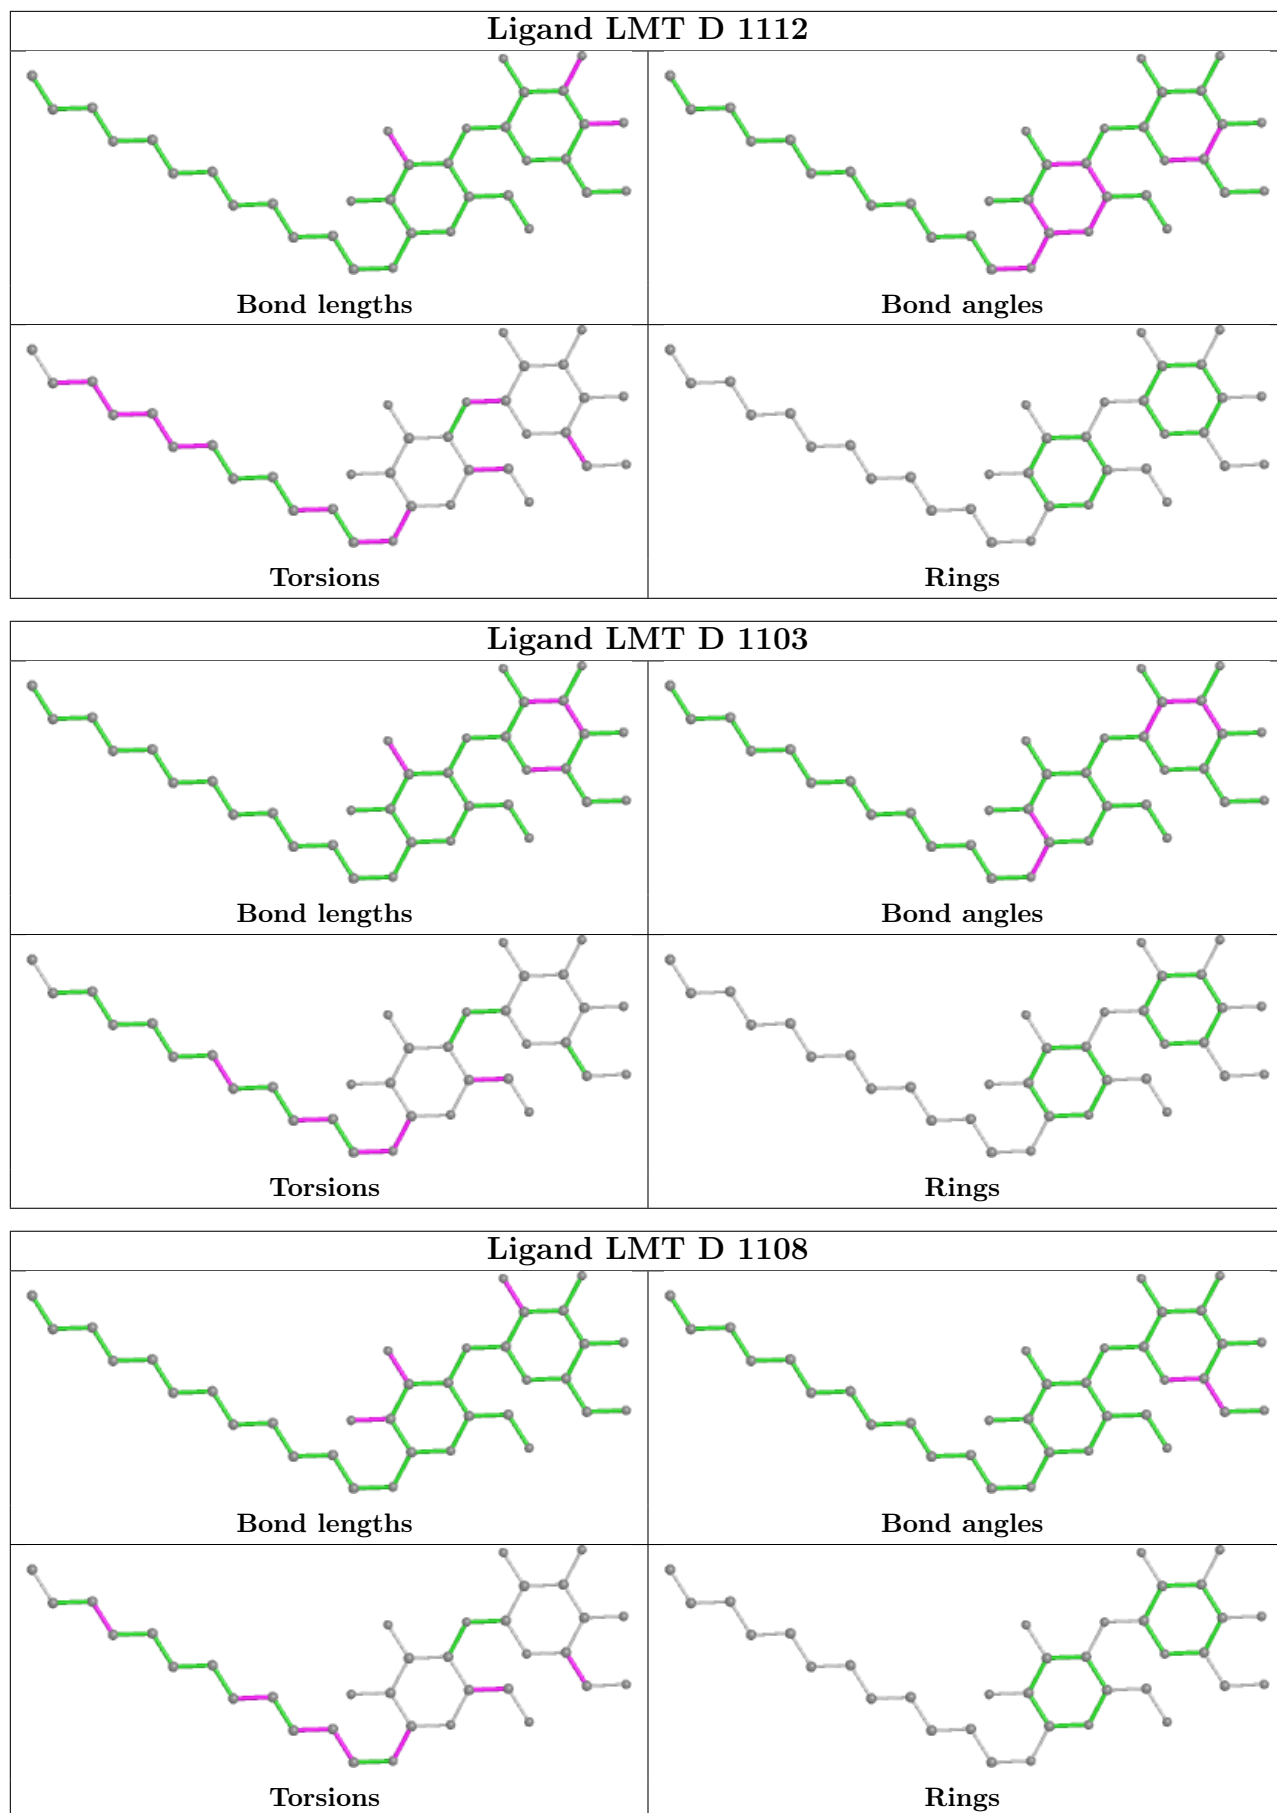 Ligand LMT D 1112
Bond lengths
Bond angles
Torsions
Rings
Ligand LMT D 1103
Bond lengths
Bond angles
Torsions
Rings
Ligand LMT D 1108
Bond lengths
Bond angles
Torsions
Rings